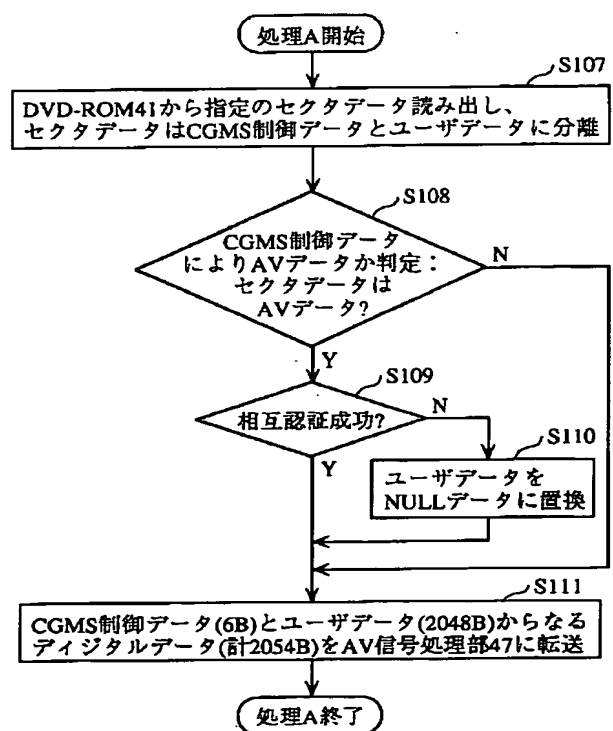 処理A開始
S107
DVD-ROM41から指定のセクタデータ読み出し、
セクタデータはCGMS制御データとユーザデータに分離
S108
CGMS制御データ
によりAVデータか判定：
セクタデータは
AVデータ?
N
Y
S109
相互認証成功?
N
Y
S110
ユーザデータを
NULLデータに置換
S111
CGMS制御データ(6B)とユーザデータ(2048B)からなる
ディジタルデータ(計2054B)をAV信号処理部47に転送
処理A終了